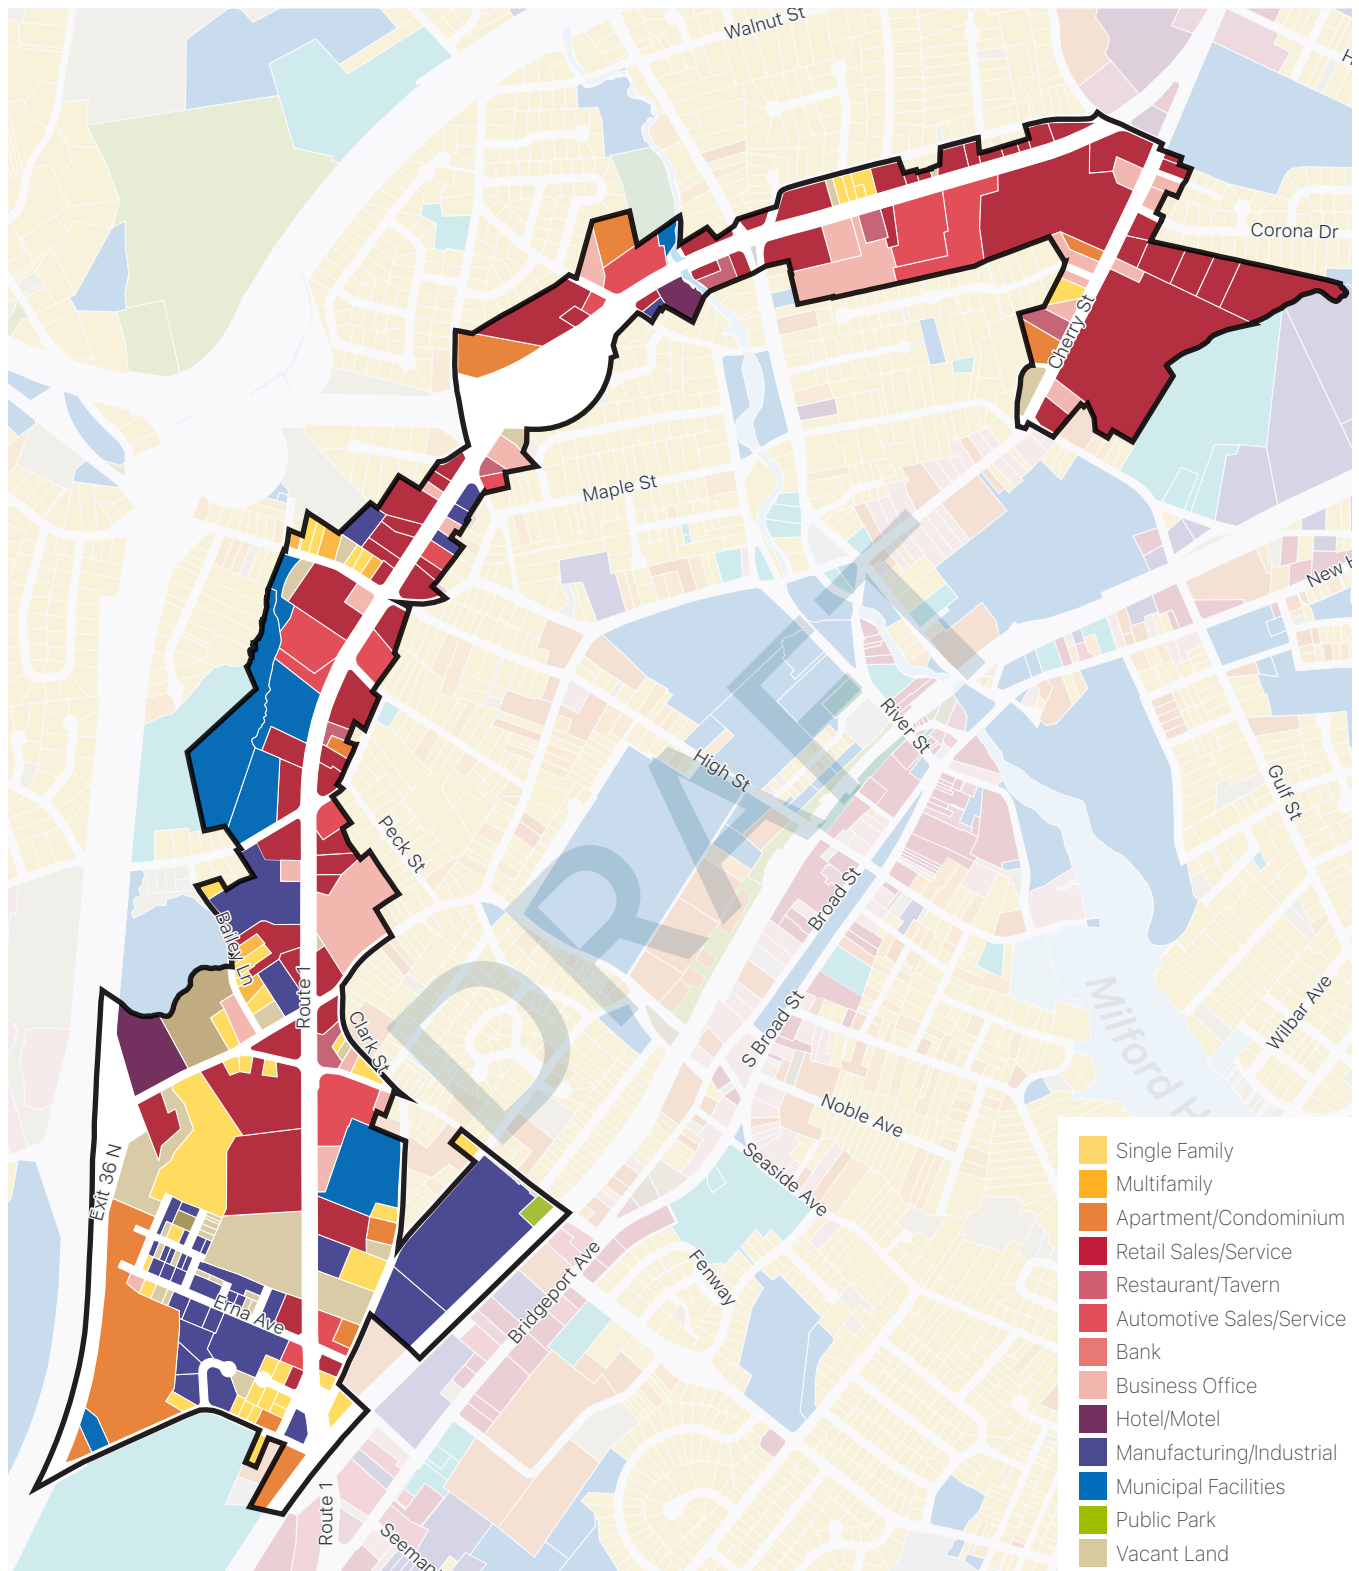 Walnut St
Corona Dr
Cherry St
Maple St
New H
River St
High St
Gulf St
Peck St
Broad St
Bailey Ln
Route 1
Clark St
S Broad St
Wilbar Ave
Milford H
Noble Ave
Seaside Ave
Exit 36 N
Fenway
Erna Ave
Bridgeport Ave
Route 1
Seeman
DRAFT
Single Family
Multifamily
Apartment/Condominium
Retail Sales/Service
Restaurant/Tavern
Automotive Sales/Service
Bank
Business Office
Hotel/Motel
Manufacturing/Industrial
Municipal Facilities
Public Park
Vacant Land